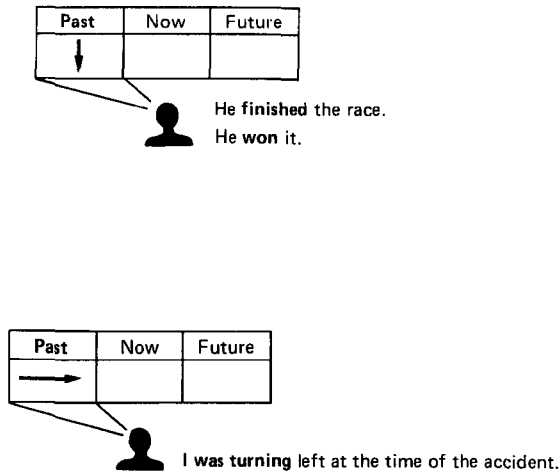 Past Now Future
He finished the race.
He won it.
Past Now Future
I was turning left at the time of the accident.